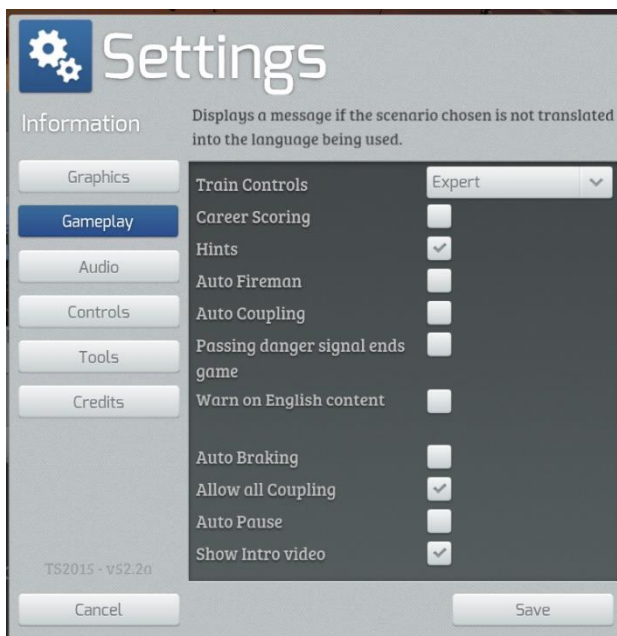 Settings
Information
Displays a message if the scenario chosen is not translated
into the language being used.
Graphics
Gameplay
Audio
Controls
Tools
Credits
Train Controls
Expert
Career Scoring
Hints
Auto Fireman
Auto Coupling
Passing danger signal ends
game
Warn on English content
Auto Braking
Allow all Coupling
Auto Pause
Show Intro video
TS2015 - v52.2a
Cancel
Save